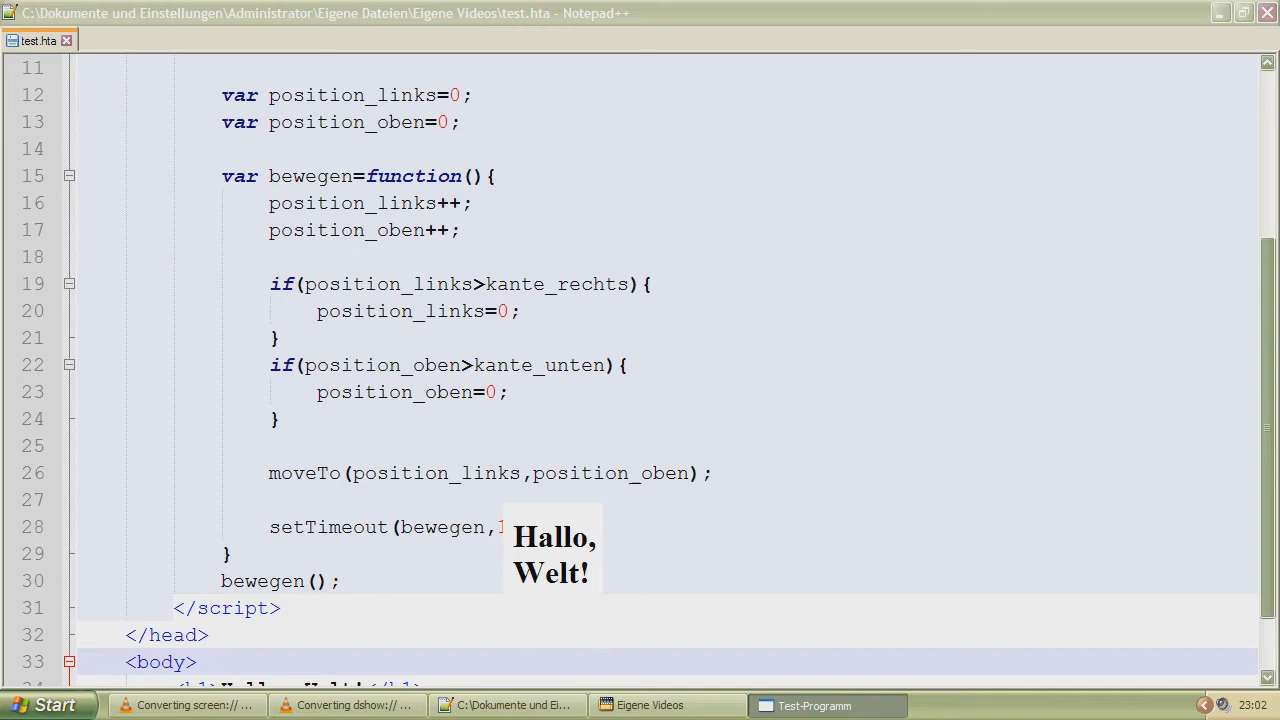 C:\Dokumente und Einstellungen\Administrator\Eigene Dateien\Eigene Videos\test.hta - Notepad++
test.hta
11
12 var position_links=0;
13 var position_oben=0;
14
15 var bewegen=function(){
16 position_links++;
17 position_oben++;
18
19 if(position_links>kante_rechts){
20 position_links=0;
21 }
22 if(position_oben>kante_unten){
23 position_oben=0;
24 }
25
26 moveTo(position_links,position_oben);
27
28 setTimeout(bewegen,1
Hallo,
Welt!
29 }
30 bewegen();
31 </script>
32 </head>
33 <body>
Start
Converting screen:// ...
Converting dshow:// ...
C:\Dokumente und Ei...
Eigene Videos
Test-Programm
23:02